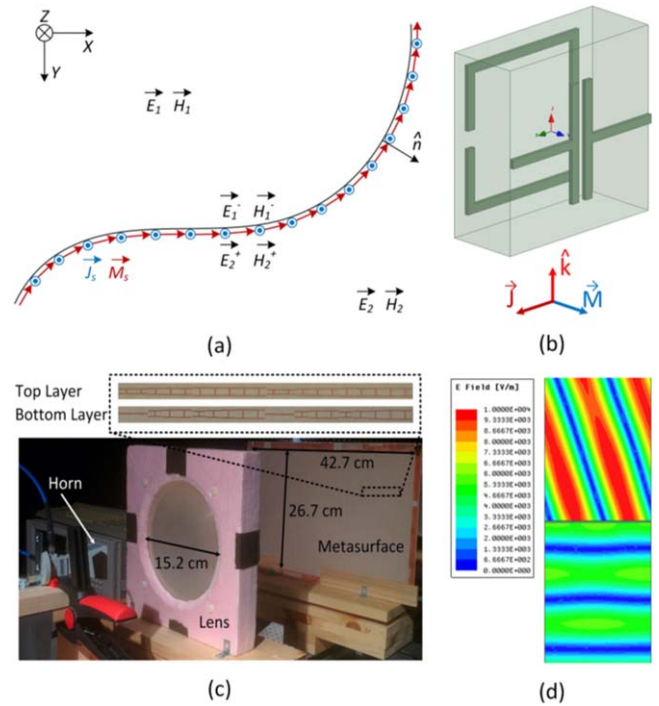 Z
X
Y
E1 H1
n̂
E1- H1-
Js Ms
E2+ H2+
E2 H2
(a)
k̂
J M
(b)
Top Layer
Bottom Layer
42.7 cm
Horn
26.7 cm
15.2 cm
Metasurface
Lens
(c)
E Field [V/m]
1.0000E+004
9.3333E+003
8.6667E+003
8.0000E+003
7.3333E+003
6.6667E+003
6.0000E+003
5.3333E+003
4.6667E+003
4.0000E+003
3.3333E+003
2.6667E+003
2.0000E+003
1.3333E+003
6.6667E+002
0.0000E+000
(d)